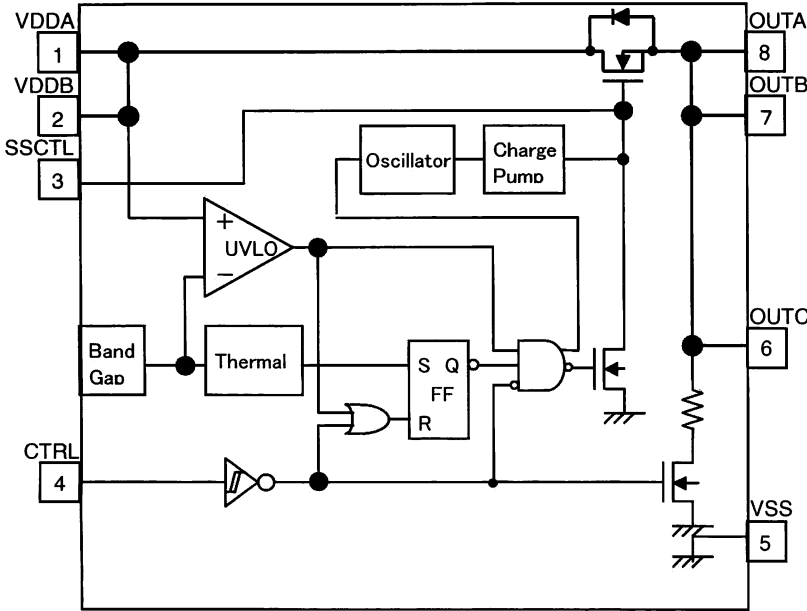 VDDA
1
VDDB
2
SSCTL
3
CTRL
4
OUTA
8
OUTB
7
OUTC
6
VSS
5
Oscillator
Charge
Pump
+
UVLO
−
Band
Gap
Thermal
S Q
FF
R